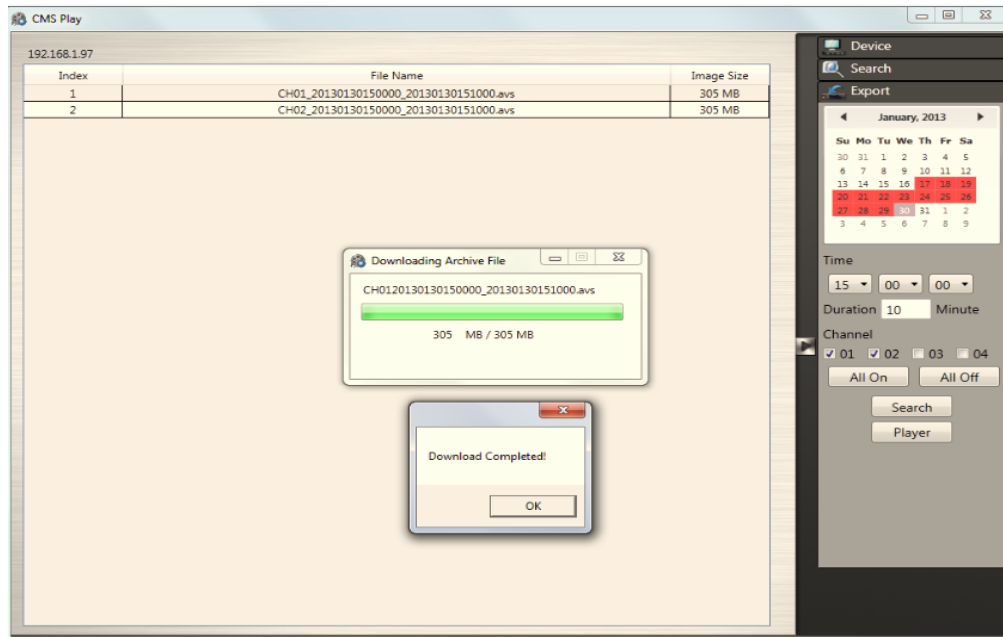 CMS Play
192.168.1.97
Index File Name Image Size
1 CH01_20130130150000_20130130151000.avs 305 MB
2 CH02_20130130150000_20130130151000.avs 305 MB
Downloading Archive File
CH0120130130150000_20130130151000.avs
305 MB / 305 MB
Download Completed!
OK
Device
Search
Export
January, 2013
Su Mo Tu We Th Fr Sa
30 31 1 2 3 4 5
6 7 8 9 10 11 12
13 14 15 16 17 18 19
20 21 22 23 24 25 26
27 28 29 30 31 1 2
3 4 5 6 7 8 9
Time
15 00 00
Duration 10 Minute
Channel
01 02 03 04
All On All Off
Search
Player